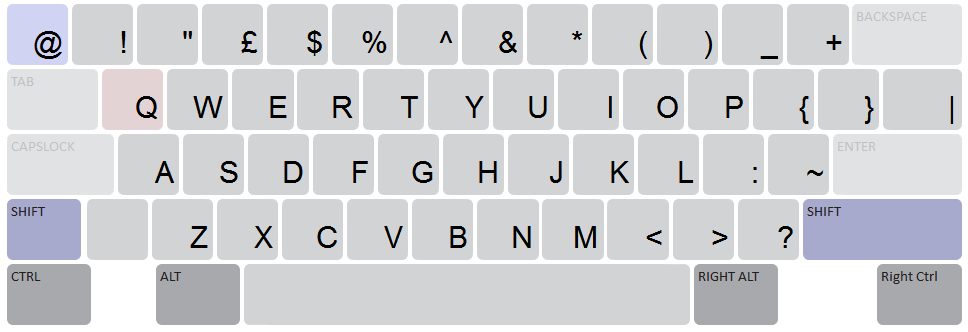 @ ! " £ $ % ^ & * ( ) _ + BACKSPACE
TAB Q W E R T Y U I O P { } |
CAPSLOCK A S D F G H J K L : ~ ENTER
SHIFT Z X C V B N M < > ? SHIFT
CTRL ALT RIGHT ALT Right Ctrl